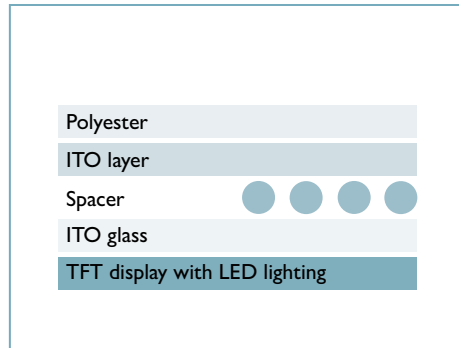 Polyester
ITO layer
Spacer
ITO glass
TFT display with LED lighting